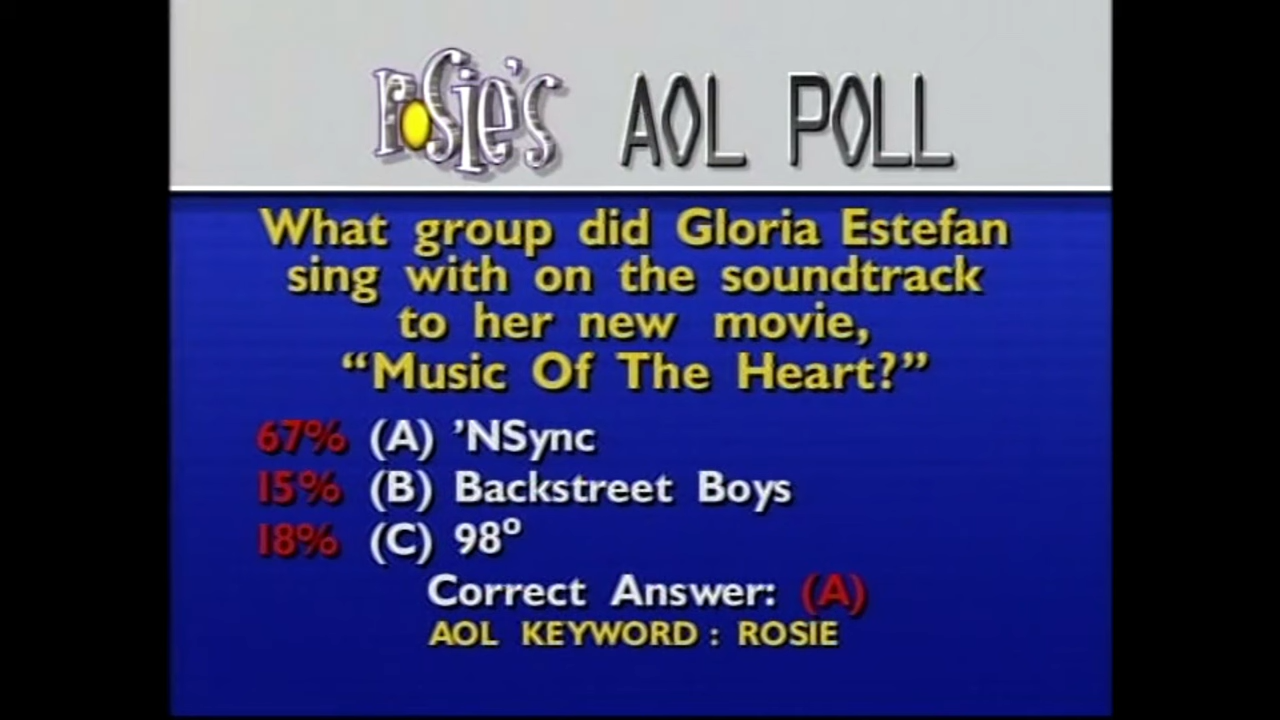 rosie's AOL POLL
What group did Gloria Estefan
sing with on the soundtrack
to her new movie,
“Music Of The Heart?”
67% (A) ’NSync
15% (B) Backstreet Boys
18% (C) 98º
Correct Answer: (A)
AOL KEYWORD : ROSIE